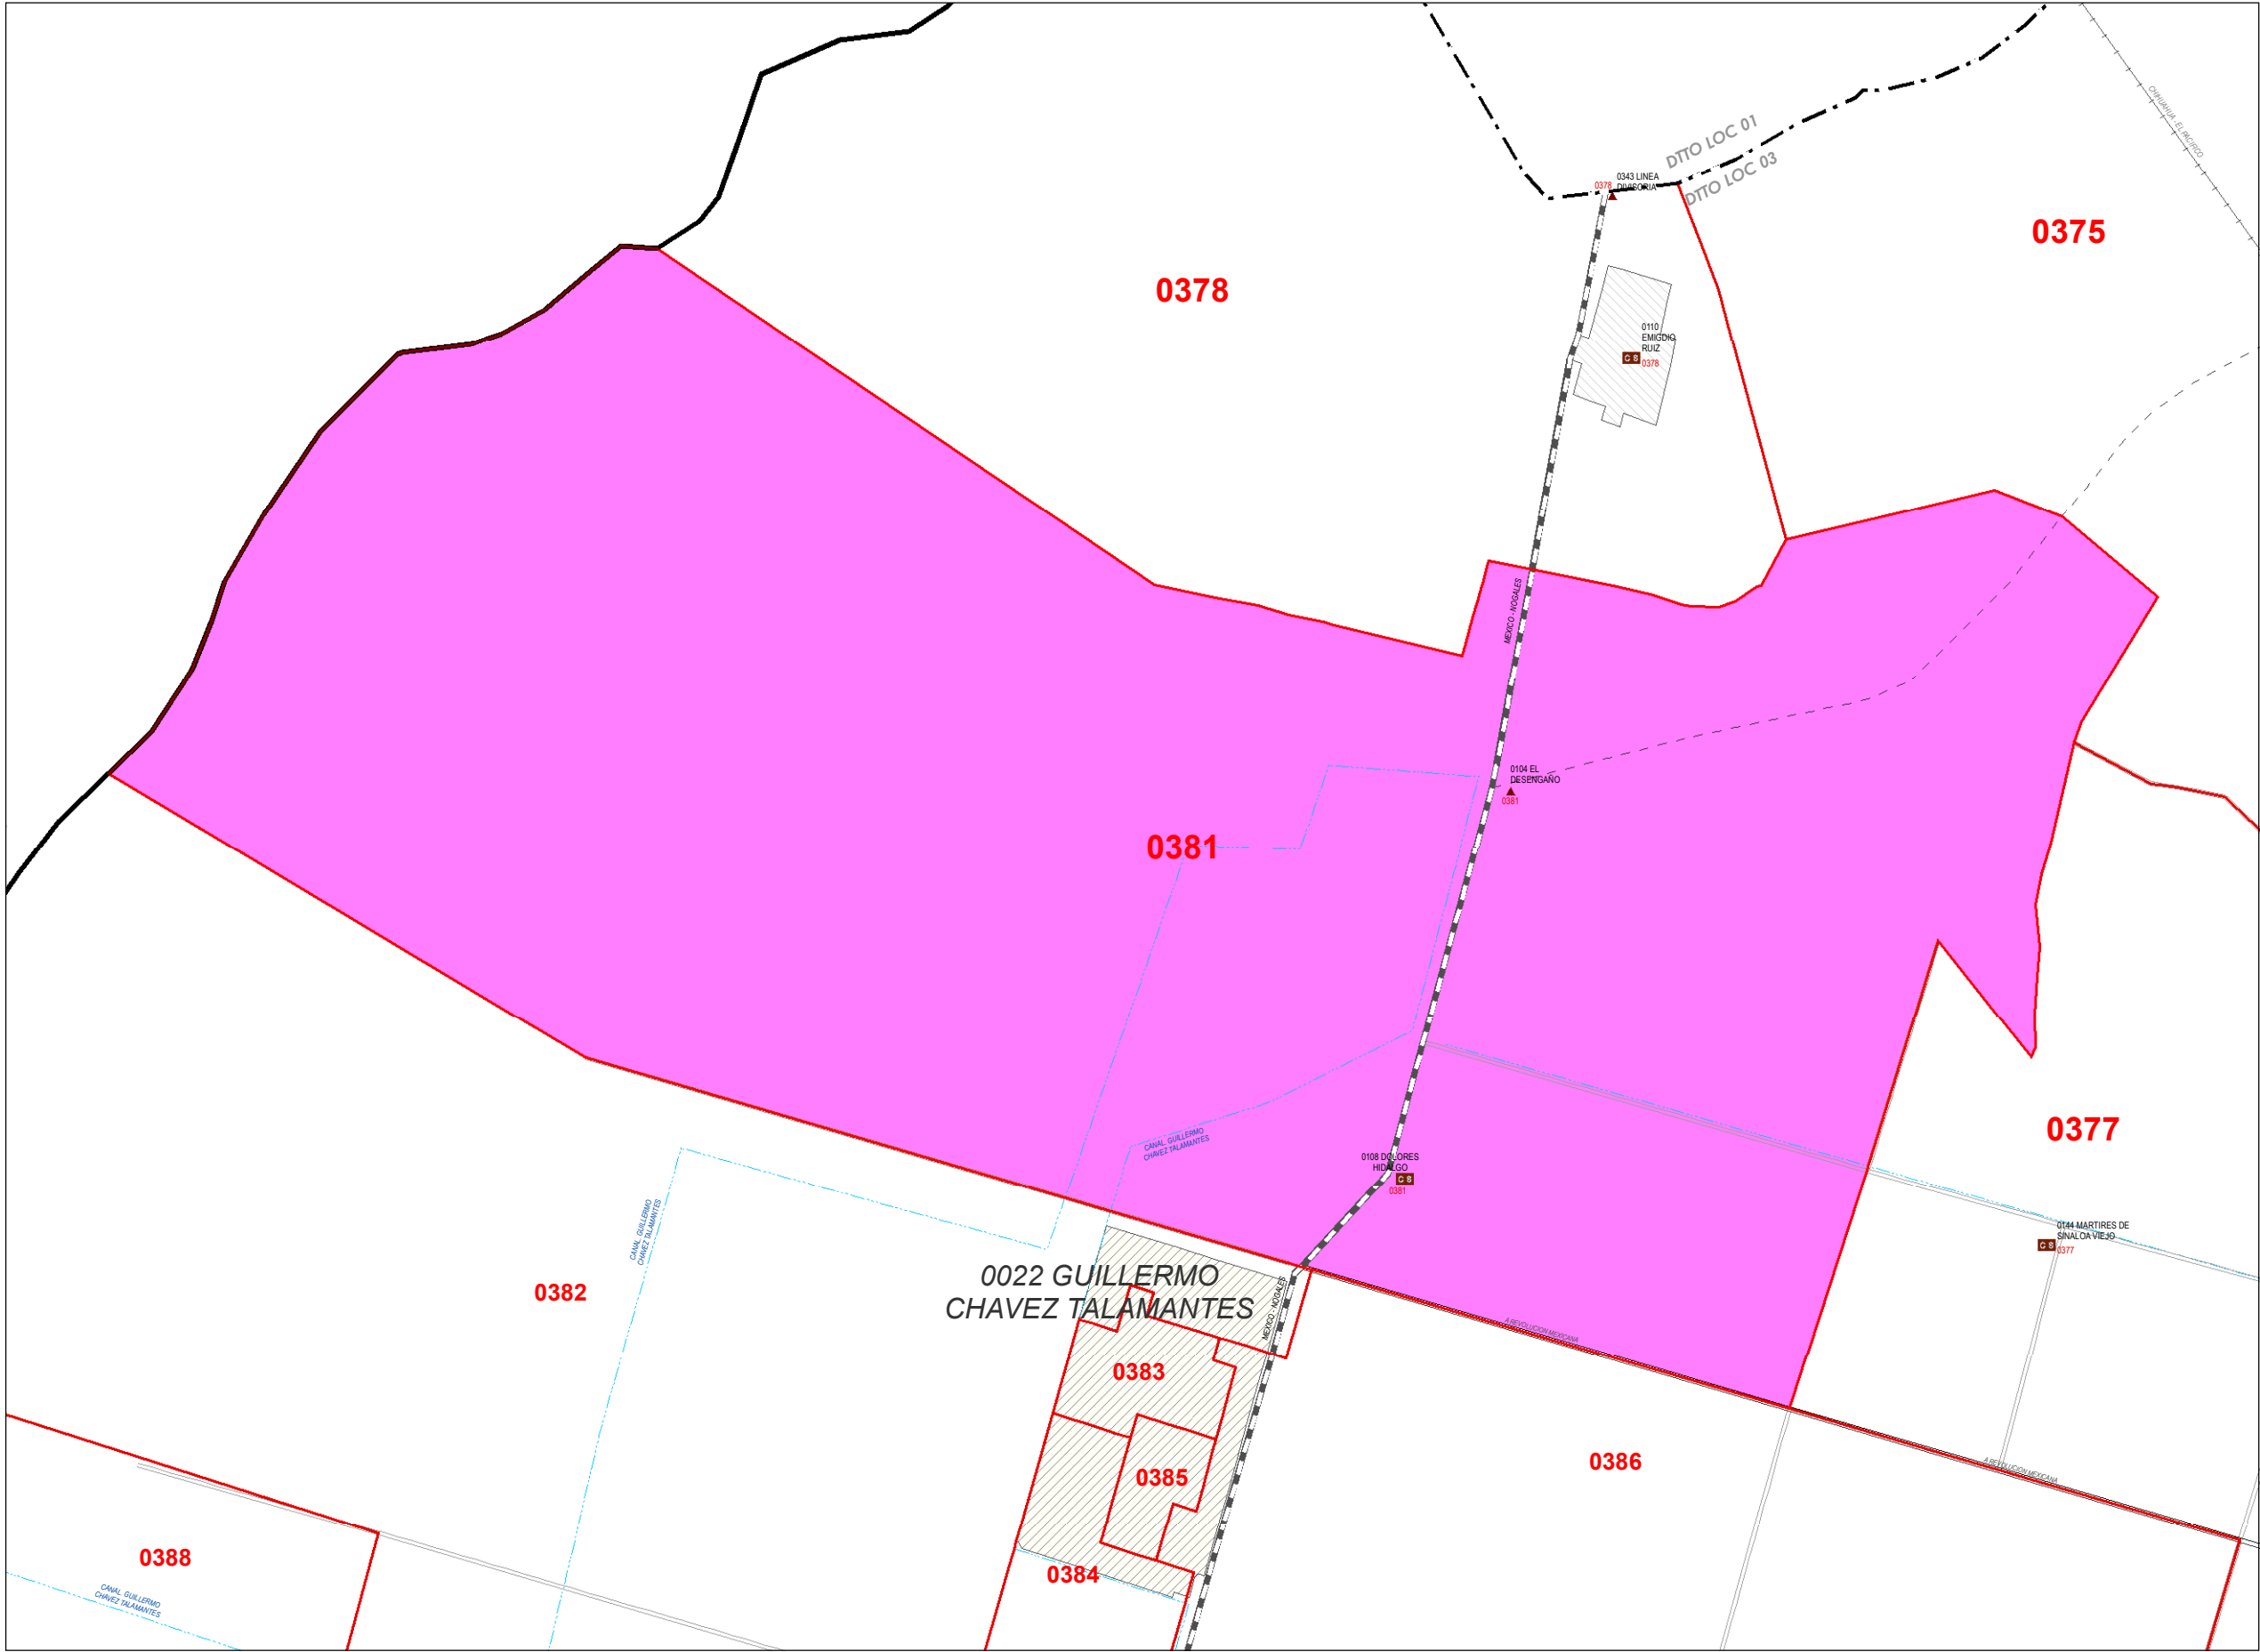 DTTO LOC 01
DTTO LOC 03
CHIHUAHUA - EL PACIFICO
0378
0343 LINEA
DIVISORIA
0375
0378
0110
EMIGDIO
RUIZ
C S
0378
MEXICO - NOGALES
0104 EL
DESENGAÑO
0381
0381
CANAL GUILLERMO
CHAVEZ TALAMANTES
0377
0108 DOLORES
HIDALGO
C S
0381
CANAL GUILLERMO
CHAVEZ TALAMANTES
0144 MARTIRES DE
SINALOA VIEJO
C S
0377
0022 GUILLERMO
CHAVEZ TALAMANTES
0382
MEXICO - NOGALES
A REVOLUCION MEXICANA
0383
0386
A REVOLUCION MEXICANA
0385
0388
0384
CANAL GUILLERMO
CHAVEZ TALAMANTES